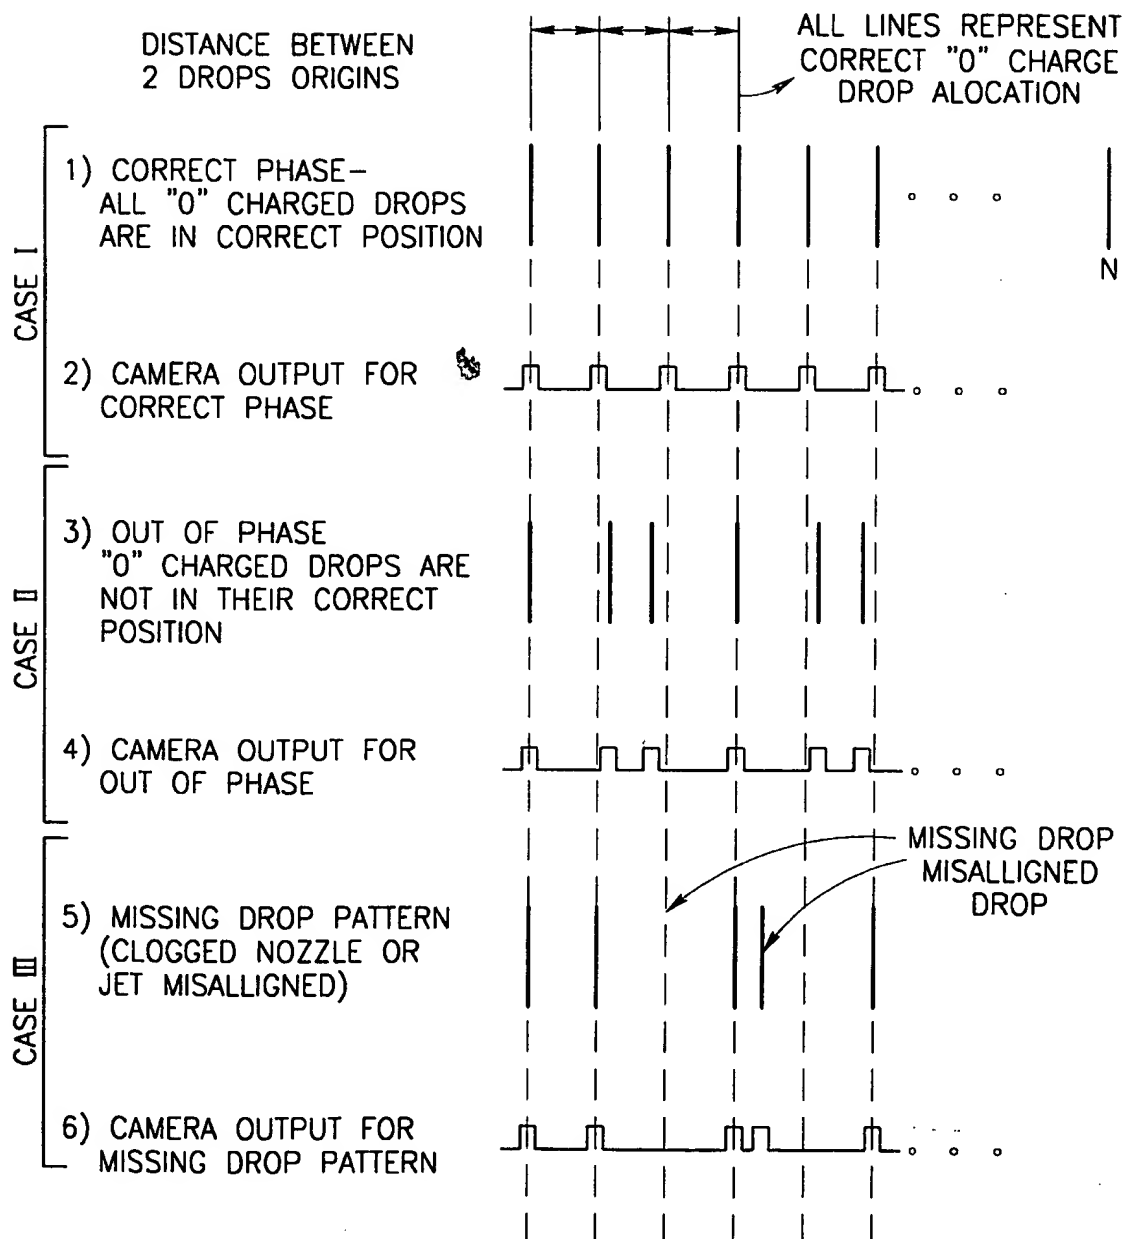 DISTANCE BETWEEN
2 DROPS ORIGINS
ALL LINES REPRESENT
CORRECT "0" CHARGE
DROP ALOCATION
CASE I
1) CORRECT PHASE-
ALL "0" CHARGED DROPS
ARE IN CORRECT POSITION
N
2) CAMERA OUTPUT FOR
CORRECT PHASE
CASE II
3) OUT OF PHASE
"0" CHARGED DROPS ARE
NOT IN THEIR CORRECT
POSITION
4) CAMERA OUTPUT FOR
OUT OF PHASE
CASE III
MISSING DROP
MISALLIGNED
DROP
5) MISSING DROP PATTERN
(CLOGGED NOZZLE OR
JET MISALLIGNED)
6) CAMERA OUTPUT FOR
MISSING DROP PATTERN